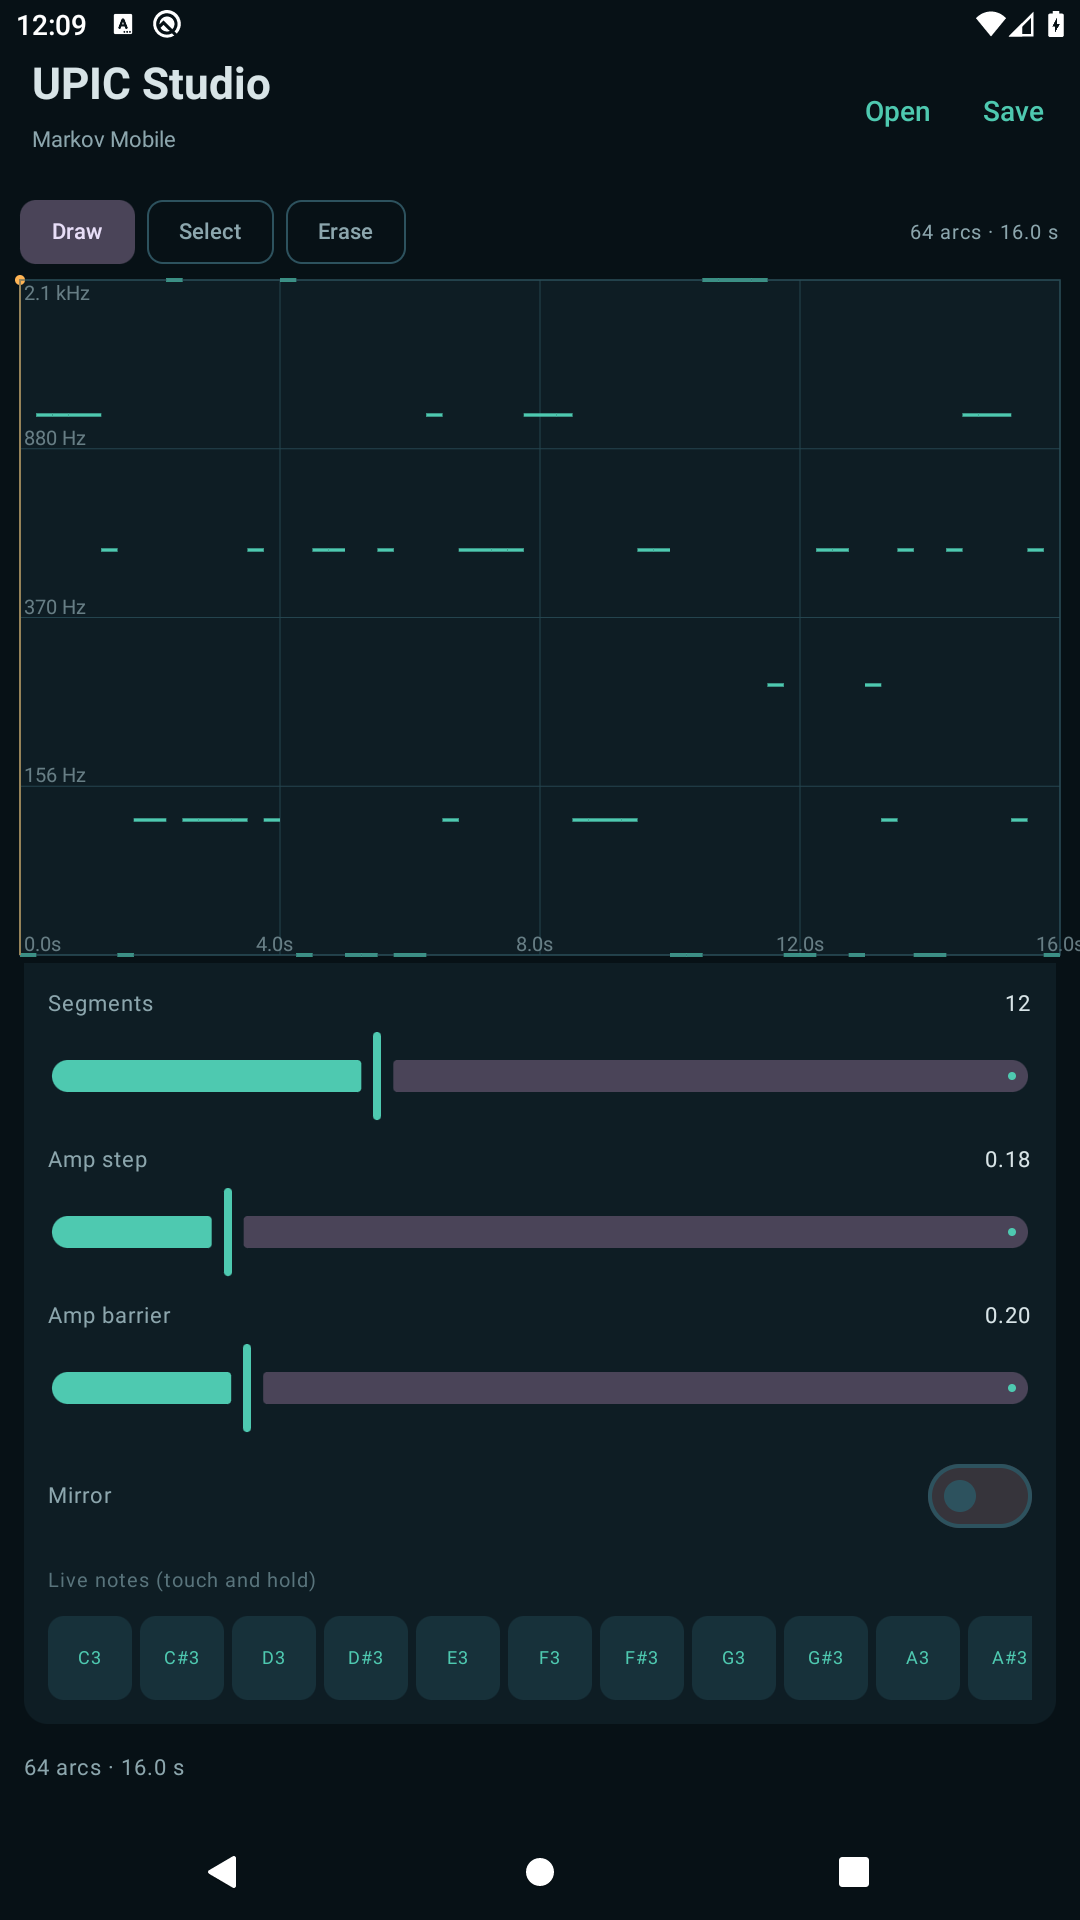 12:09
UPIC Studio
Markov Mobile
Open Save
Draw Select Erase 64 arcs · 16.0 s
2.1 kHz
880 Hz
370 Hz
156 Hz
0.0s 4.0s 8.0s 12.0s 16.0s
Segments 12
Amp step 0.18
Amp barrier 0.20
Mirror
Live notes (touch and hold)
C3 C#3 D3 D#3 E3 F3 F#3 G3 G#3 A3 A#3
64 arcs · 16.0 s